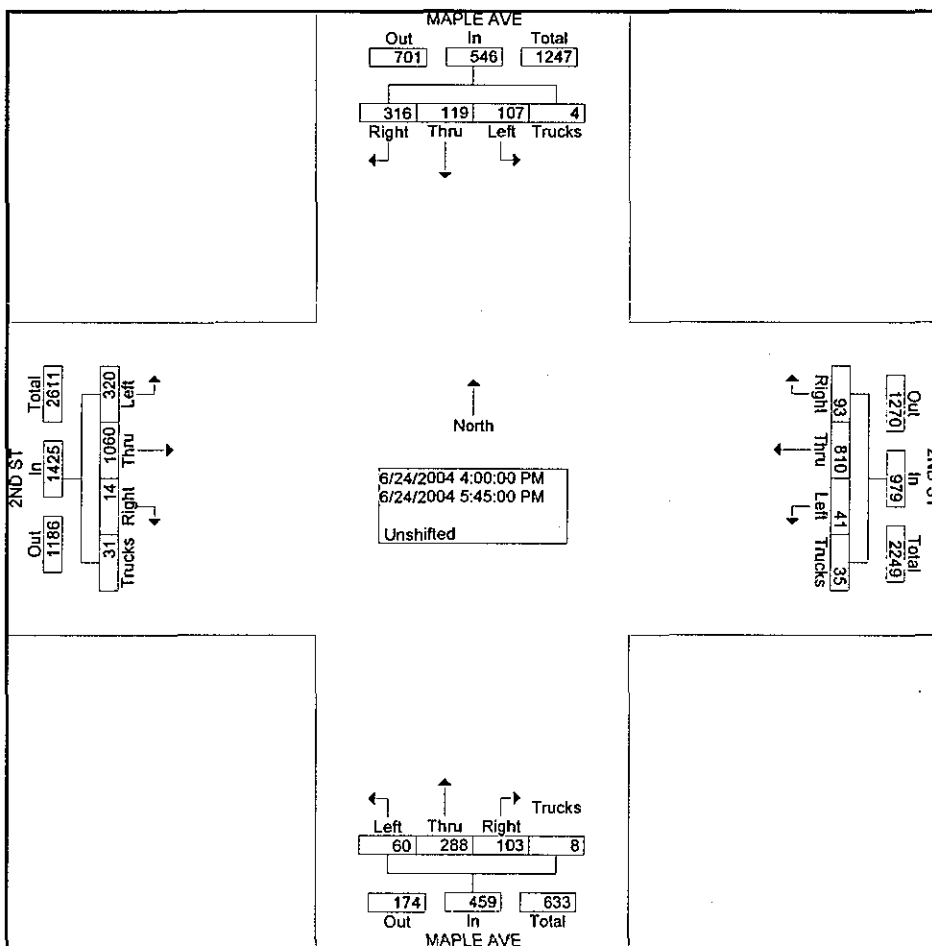 MAPLE AVE
Out In Total
701 546 1247
316 119 107 4
Right Thru Left Trucks
2ND ST
Total In Out
2611 1425 1186
320 1060 14 31
Left Thru Right Trucks
North
6/24/2004 4:00:00 PM
6/24/2004 5:45:00 PM
Unshifted
Right Thru Left Trucks
93 810 41 35
Out In Total
1270 979 2249
2ND ST
Trucks
Left Thru Right
60 288 103 8
174 459 633
Out In Total
MAPLE AVE